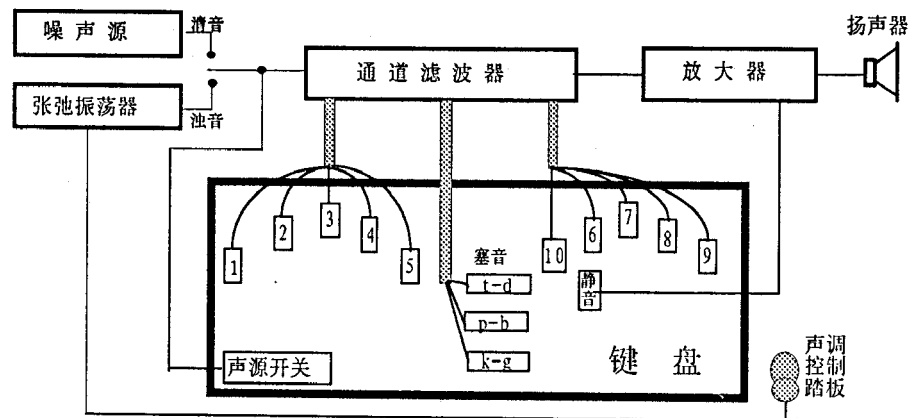 噪声源
清音
扬声器
通道滤波器
放大器
张弛振荡器
浊音
1
2
3
4
5
10
6
7
8
9
塞音
t-d
静音
p-b
k-g
声源开关
键盘
声调
控制
踏板